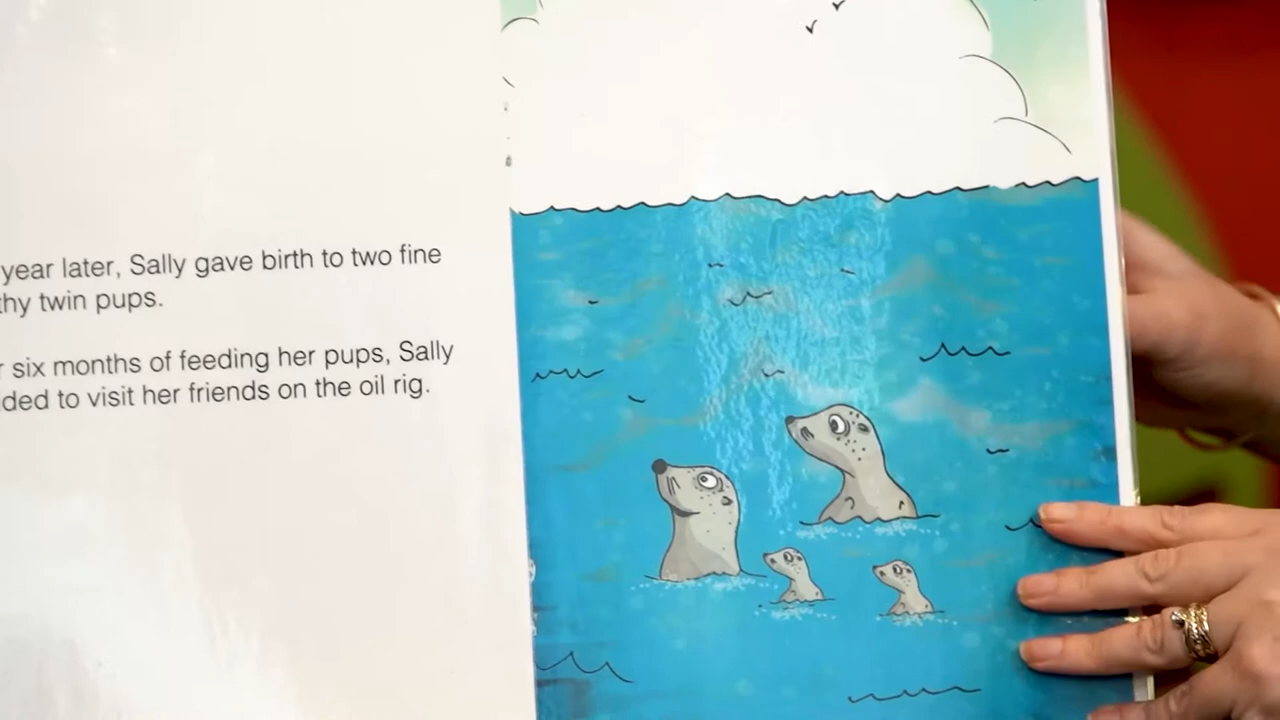 year later, Sally gave birth to two fine
thy twin pups.
six months of feeding her pups, Sally
ded to visit her friends on the oil rig.